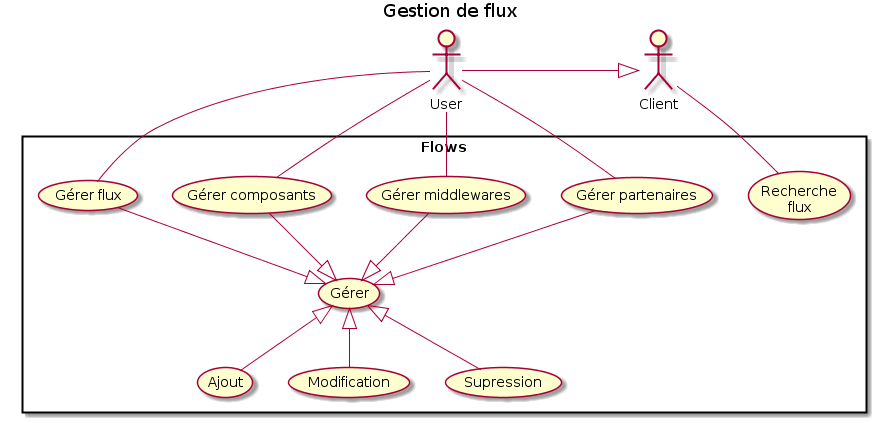 Gestion de flux
User
Client
Flows
Gérer flux
Gérer composants
Gérer middlewares
Gérer partenaires
Recherche
flux
Gérer
Ajout
Modification
Supression